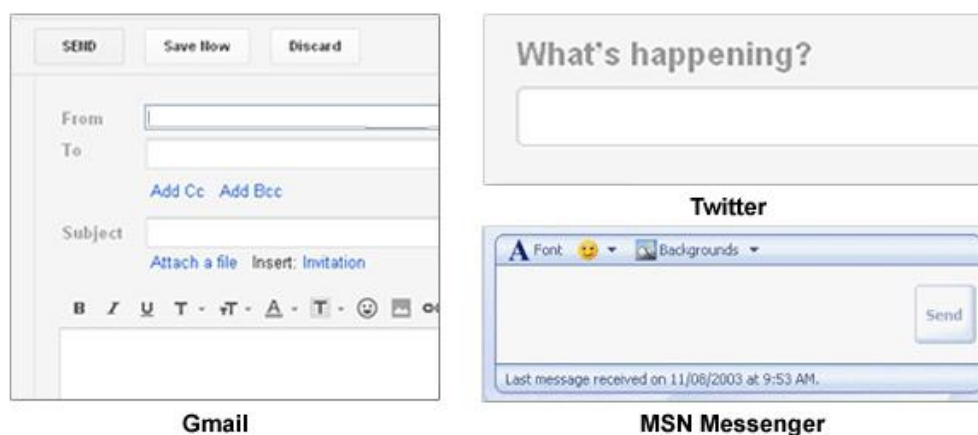 SEND Save Now Discard
From
To
Add Cc Add Bcc
Subject
Attach a file Insert: Invitation
B I U T T A T
Gmail
What's happening?
Twitter
A Font Backgrounds
Send
Last message received on 11/08/2003 at 9:53 AM.
MSN Messenger